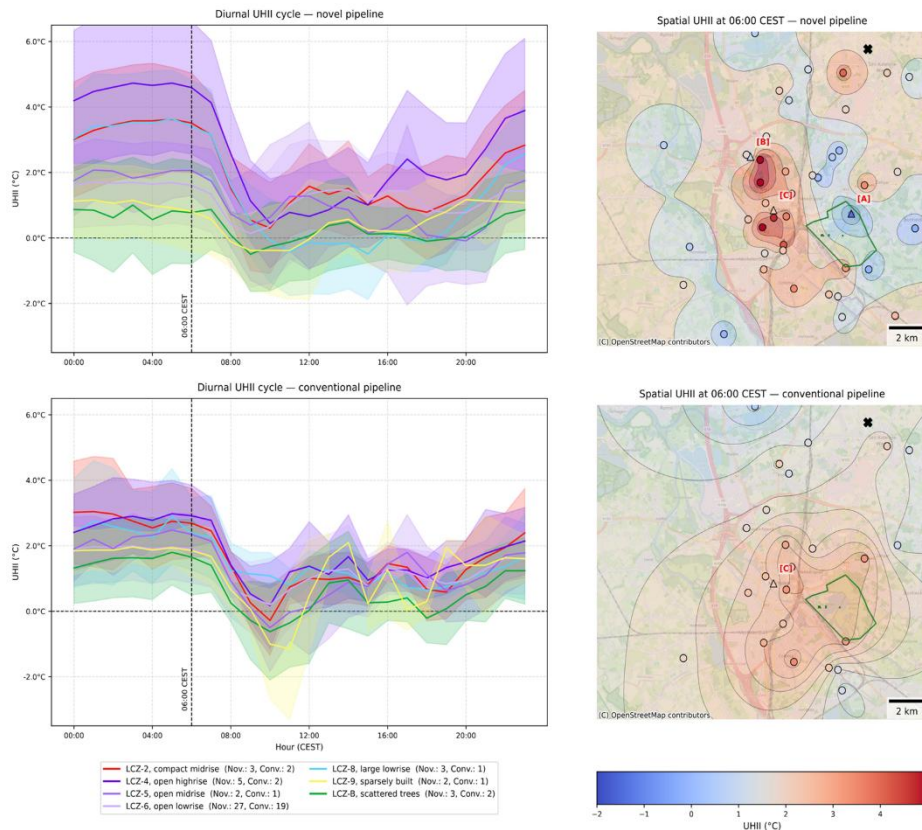 Diurnal UHII cycle — novel pipeline
6.0°C
4.0°C
2.0°C
0.0°C
-2.0°C
UHII (°C)
06:00 CEST
00:00
04:00
08:00
12:00
16:00
20:00
Spatial UHII at 06:00 CEST — novel pipeline
[B]
[C]
[A]
2 km
(C) OpenStreetMap contributors
Diurnal UHII cycle — conventional pipeline
6.0°C
4.0°C
2.0°C
0.0°C
-2.0°C
UHII (°C)
06:00 CEST
00:00
04:00
08:00
12:00
16:00
20:00
Hour (CEST)
Spatial UHII at 06:00 CEST — conventional pipeline
[C]
2 km
(C) OpenStreetMap contributors
LCZ-2, compact midrise (Nov.: 3, Conv.: 2)
LCZ-4, open highrise (Nov.: 5, Conv.: 2)
LCZ-5, open midrise (Nov.: 2, Conv.: 1)
LCZ-6, open lowrise (Nov.: 27, Conv.: 19)
LCZ-8, large lowrise (Nov.: 3, Conv.: 1)
LCZ-9, sparsely built (Nov.: 2, Conv.: 1)
LCZ-B, scattered trees (Nov.: 3, Conv.: 2)
−2
−1
0
1
2
3
4
UHII (°C)